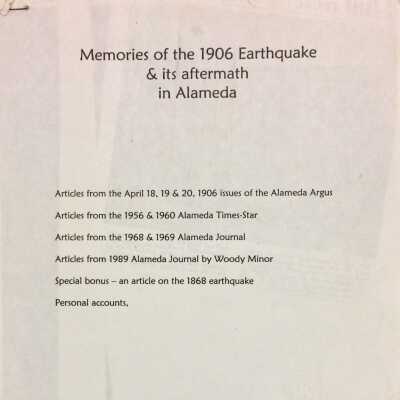 Memories of the 1906 Earthquake
& its aftermath
in Alameda
Articles from the April 18, 19 & 20, 1906 issues of the Alameda Argus
Articles from the 1956 & 1960 Alameda Times-Star
Articles from the 1968 & 1969 Alameda Journal
Articles from 1989 Alameda Journal by Woody Minor
Special bonus – an article on the 1868 earthquake
Personal accounts,